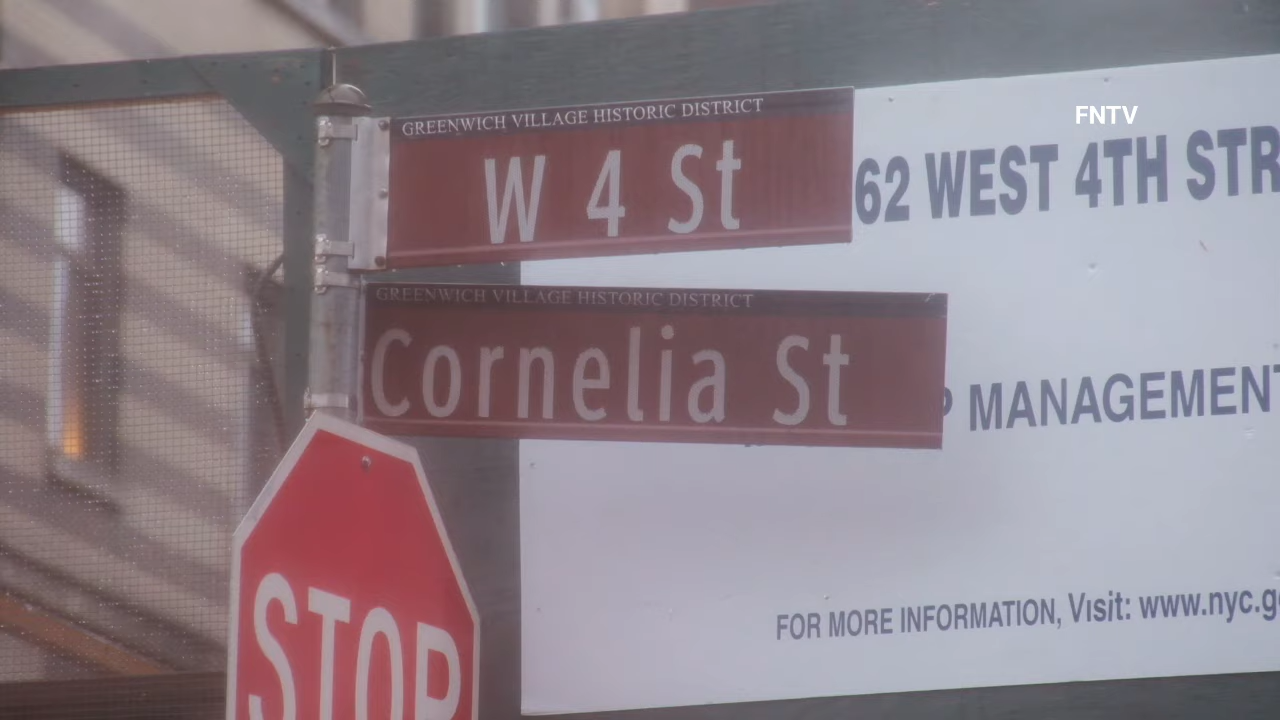 FNTV
GREENWICH VILLAGE HISTORIC DISTRICT
W 4 St
62 WEST 4TH STR
GREENWICH VILLAGE HISTORIC DISTRICT
Cornelia St
MANAGEMENT
STOP
FOR MORE INFORMATION, Visit: www.nyc.g